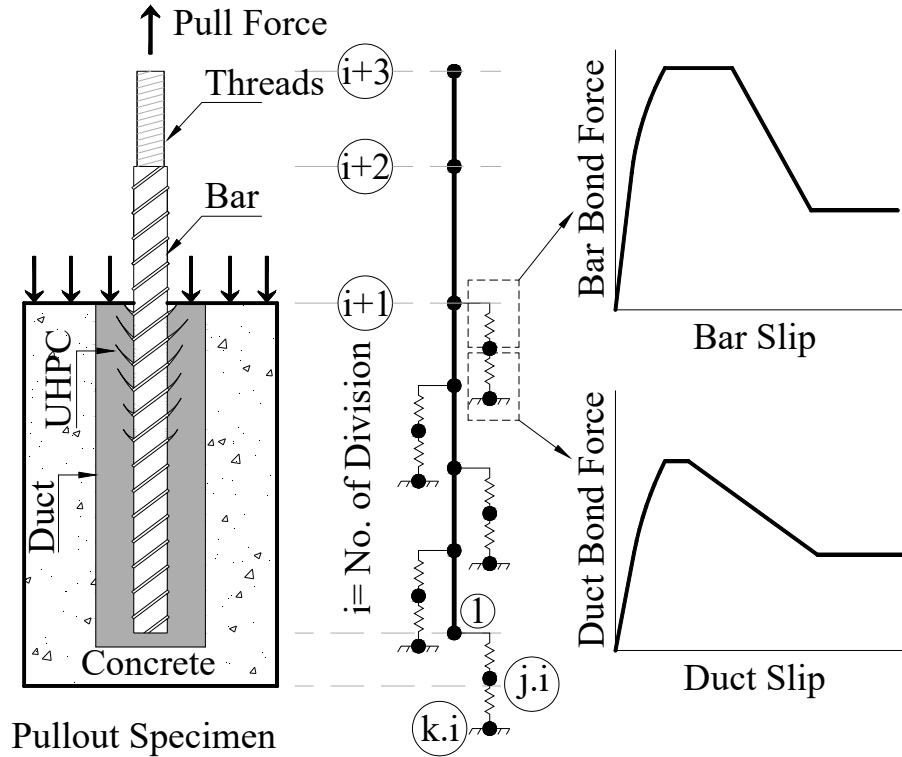 Pull Force
Threads
Bar
UHPC
Duct
Concrete
Pullout Specimen
i+3
i+2
i+1
i= No. of Division
1
j.i
k.i
Bar Bond Force
Bar Slip
Duct Bond Force
Duct Slip